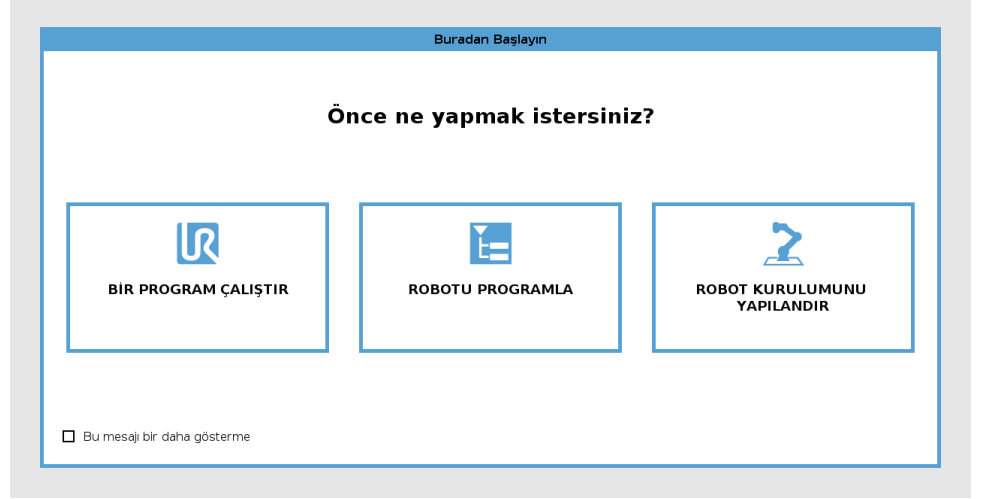 Buradan Başlayın
Önce ne yapmak istersiniz?
BİR PROGRAM ÇALIŞTIR
ROBOTU PROGRAMLA
ROBOT KURULUMUNU
YAPILANDIR
Bu mesajı bir daha gösterme